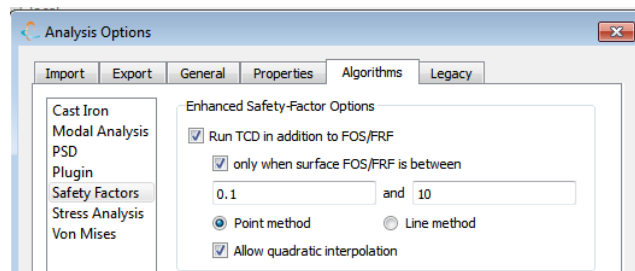 Analysis Options
Import Export General Properties Algorithms Legacy
Cast Iron
Modal Analysis
PSD
Plugin
Safety Factors
Stress Analysis
Von Mises
Enhanced Safety-Factor Options
Run TCD in addition to FOS/FRF
only when surface FOS/FRF is between
0.1 and 10
Point method Line method
Allow quadratic interpolation